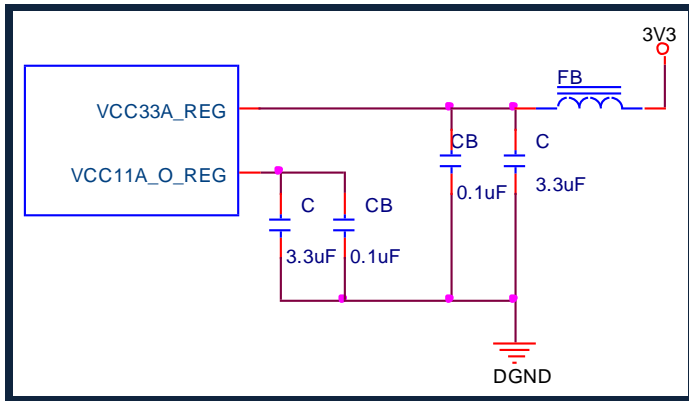 3V3
FB
VCC33A_REG
CB
C
0.1uF
3.3uF
VCC11A_O_REG
C
CB
3.3uF
0.1uF
DGND